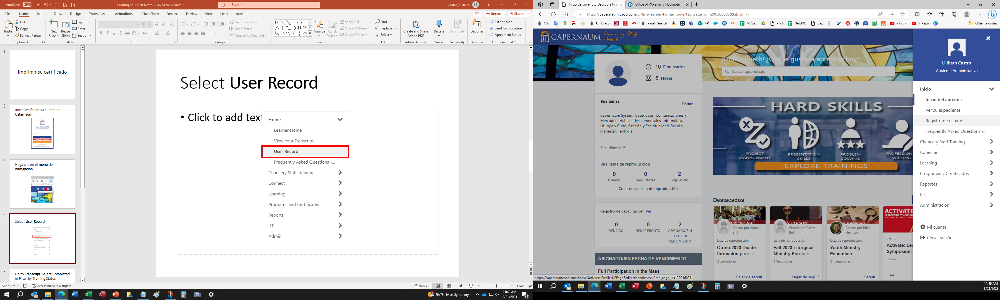 AutoSave Off
Printing Your Certificate • Saved to N: Drive
Search
Castro, Lilibeth
File Home Insert Draw Design Transitions Animations Slide Show Record Review View Help Acrobat
Record Share
Paste
Cut
Copy
Format Painter
Clipboard
New Slide
Reuse Slides
Layout
Reset
Section
Slides
18
Font
Text Direction
Align Text
Convert to SmartArt
Paragraph
Arrange
Quick Styles
Shape Fill
Shape Outline
Shape Effects
Drawing
Find
Replace
Select
Editing
Create and Share Adobe PDF
Adobe Acrobat
Dictate
Voice
Sensitivity
Sensitivity
Designer
Designer
Fill and Sign
Send for Signature
Agreement Status
Adobe Acrobat Sign
1
Imprimir su certificado
2
Inicie sesión en su cuenta de
Cafarnaúm
CAFARNAÚM
3
Haga clic en el menú de
navegación
4
Select User Record
5
Go to Transcript. Select Completed
in Filter by Training Status
Select User Record
• Click to add text
Home
Learner Home
View Your Transcript
User Record
Frequently Asked Questions -...
Chancery Staff Training
Connect
Learning
Programs and Certificates
Reports
ILT
Admin
Slide 4 of 7
Accessibility: Investigate
Notes
114%
96°F Mostly sunny
11:49 AM
8/21/2023
21
Inicio del aprendiz. Descubre tu
Office of Worship // Flocknote
https://capernaum.csod.com/ui/lms-learner-home/home?tab_page_id=-200300006&tab_id=-1
OW
Umbraco
Parish Search
AP
MCList
Pilot
NewMC
Cap
YT-Eng
YT-Spa
Other favorites
CAPERNAUM Chancery Staff
Portal
¡Hola Lilibeth! ¿Qué le gustaría aprender hoy?
Buscar aprendizaje
10 Finalizados
5 Horas
Sus temas
Editar
Capernaum System, Catequesis, Comunicaciones y
Mercadeo, Habilidades comerciales, Informática,
Liturgia y Culto, Oración y Espiritualidad, Salud y
bienestar, Teología
Sus idiomas
Sus listas de reproducción
0 0 2
Creado Seguidores Siguiendo
Crear nueva lista de reproducción
Registro de capacitación Ver
0 0 2
VENCIDO VENCE PRONTO ASIGNADO/SIN
FECHA DE
VENCIMIENTO
ASIGNADO/SIN FECHA DE VENCIMIENTO
Full Participation in the Mass
https://capernaum.csod.com/Social/UniversalProfile/UPPageRedirectHandler.ashx?tab_page_id=-20016001
HARD SKILLS
PROJECT
MANAGEMENT
PRESENTATION
SKILLS
PROBLEM
SOLVING
PROFESSION
WRITING
EXPLORE TRAININGS
Destacados
N PERSONA
Creado por Adam
Brill
Lista de reproducción
Otoño 2023 Dia de
formación para el
2 Seguidores
Dejar de seguir
N PERSON
Creado por Adam
Brill
Lista de reproducción
Fall 2023 Liturgical
Ministry Formatio
1 Seguidores
Dejar de seguir
N PERSON
Creado por Brian
Henritze
Lista de reproducción
Youth Ministry
Essentials
24 Seguidores
Seguir
ACTIVATE
LEADERSHIP SYMPOSIUM
FOR PARISH CATECHETICAL LEADER
Evento
Activate: Lea
Symposium
8 horas
Lilibeth Castro
Asistente Administrativo
Inicio
Inicio del aprendiz
Ver su expediente
Registro de usuario
Frequently Asked Questions -...
Chancery Staff Training
Conectar
Learning
Programas y Certificados
Reportes
ILT
Administración
Mi cuenta
Cerrar sesión
11:49 AM
8/21/2023